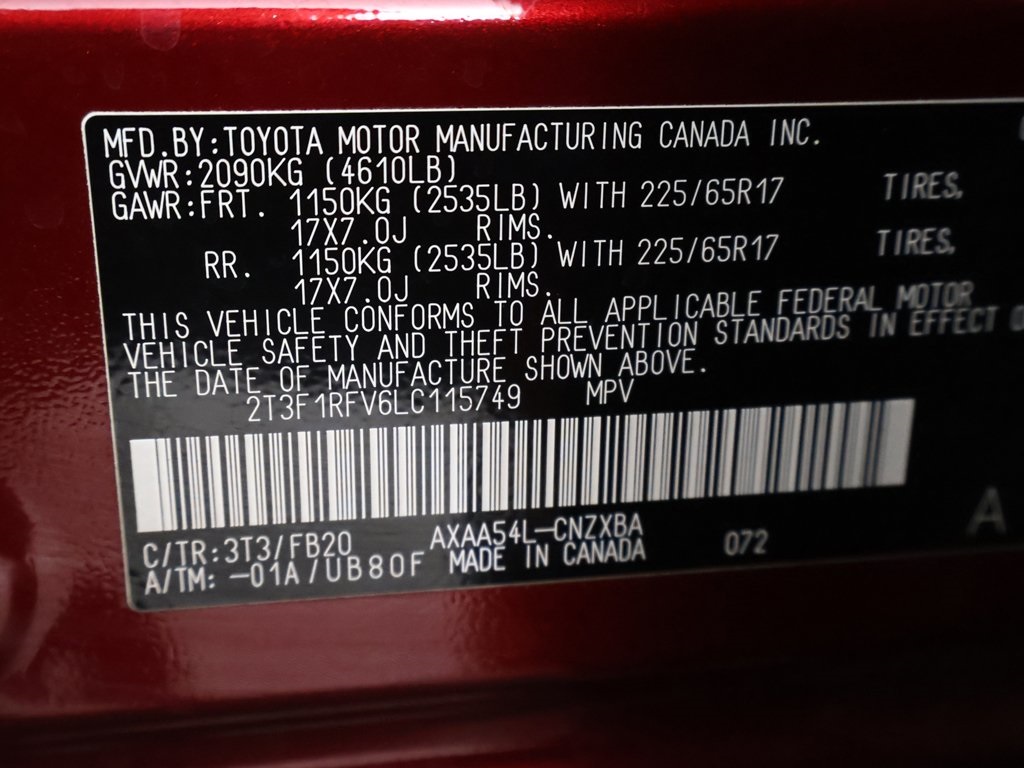 MFD.BY:TOYOTA MOTOR MANUFACTURING CANADA INC.
GVWR:2090KG (4610LB)
GAWR:FRT. 1150KG (2535LB) WITH 225/65R17 TIRES,
17X7.0J RIMS.
RR. 1150KG (2535LB) WITH 225/65R17 TIRES,
17X7.0J RIMS.
THIS VEHICLE CONFORMS TO ALL APPLICABLE FEDERAL MOTOR
VEHICLE SAFETY AND THEFT PREVENTION STANDARDS IN EFFECT
THE DATE OF MANUFACTURE SHOWN ABOVE.
2T3F1RFV6LC115749 MPV
C/TR:3T3/FB20 AXAA54L-CNZXBA 072 A
A/TM:-01A/UB80F MADE IN CANADA